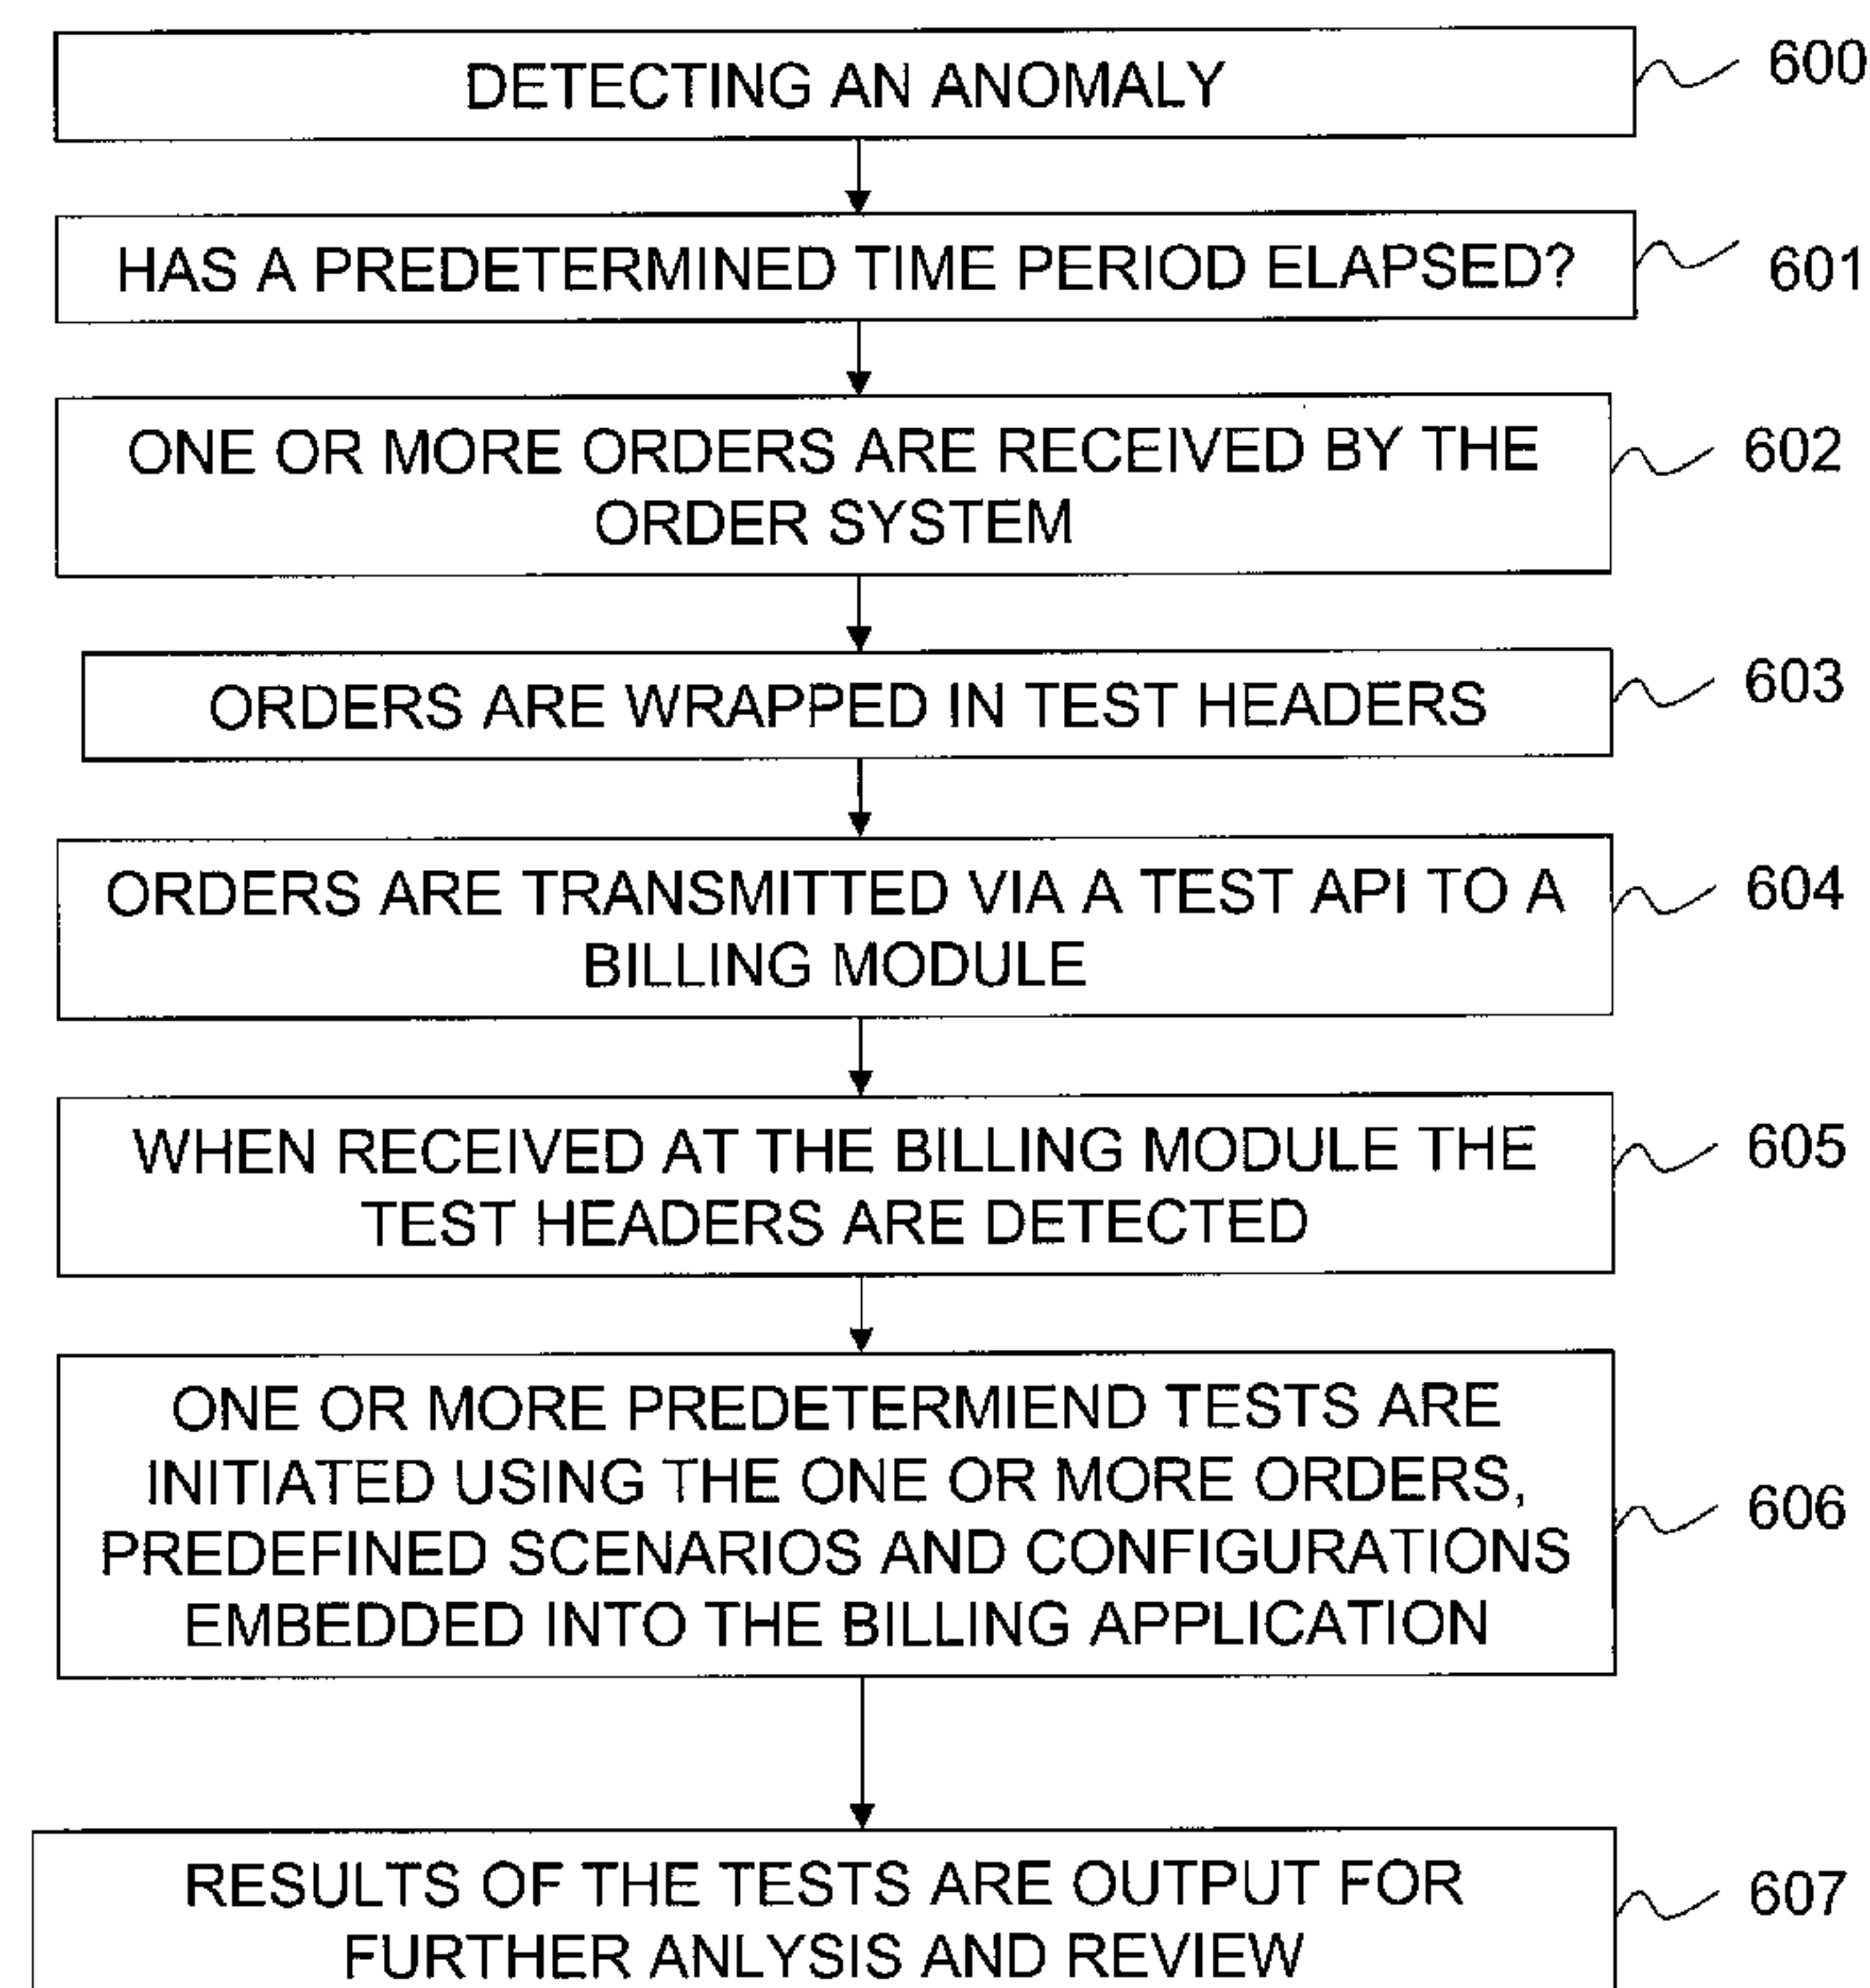 DETECTING AN ANOMALY
600
HAS A PREDETERMINED TIME PERIOD ELAPSED?
601
ONE OR MORE ORDERS ARE RECEIVED BY THE
ORDER SYSTEM
602
ORDERS ARE WRAPPED IN TEST HEADERS
603
ORDERS ARE TRANSMITTED VIA A TEST API TO A
BILLING MODULE
604
WHEN RECEIVED AT THE BILLING MODULE THE
TEST HEADERS ARE DETECTED
605
ONE OR MORE PREDETERMIEND TESTS ARE
INITIATED USING THE ONE OR MORE ORDERS,
PREDEFINED SCENARIOS AND CONFIGURATIONS
EMBEDDED INTO THE BILLING APPLICATION
606
RESULTS OF THE TESTS ARE OUTPUT FOR
FURTHER ANLYSIS AND REVIEW
607